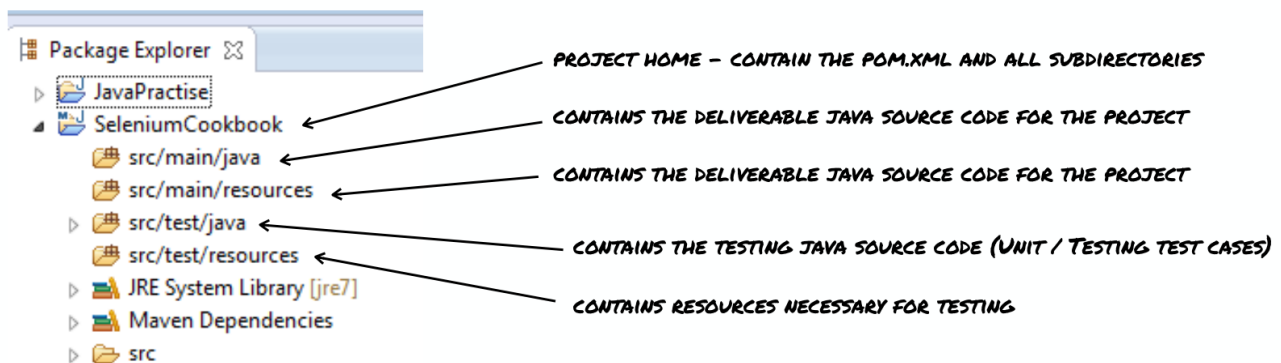 Package Explorer
JavaPractise
SeleniumCookbook
src/main/java
src/main/resources
src/test/java
src/test/resources
JRE System Library [jre7]
Maven Dependencies
src
PROJECT HOME - CONTAIN THE POM.XML AND ALL SUBDIRECTORIES
CONTAINS THE DELIVERABLE JAVA SOURCE CODE FOR THE PROJECT
CONTAINS THE DELIVERABLE JAVA SOURCE CODE FOR THE PROJECT
CONTAINS THE TESTING JAVA SOURCE CODE (UNIT / TESTING TEST CASES)
CONTAINS RESOURCES NECESSARY FOR TESTING